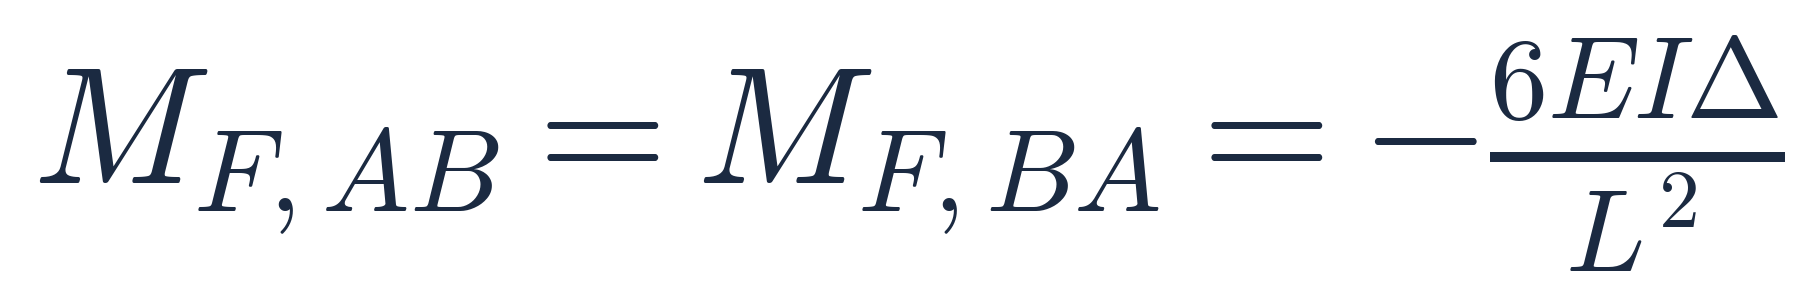 $M_{F,AB} = M_{F,BA} = -\frac{6EI\Delta}{L^2}$